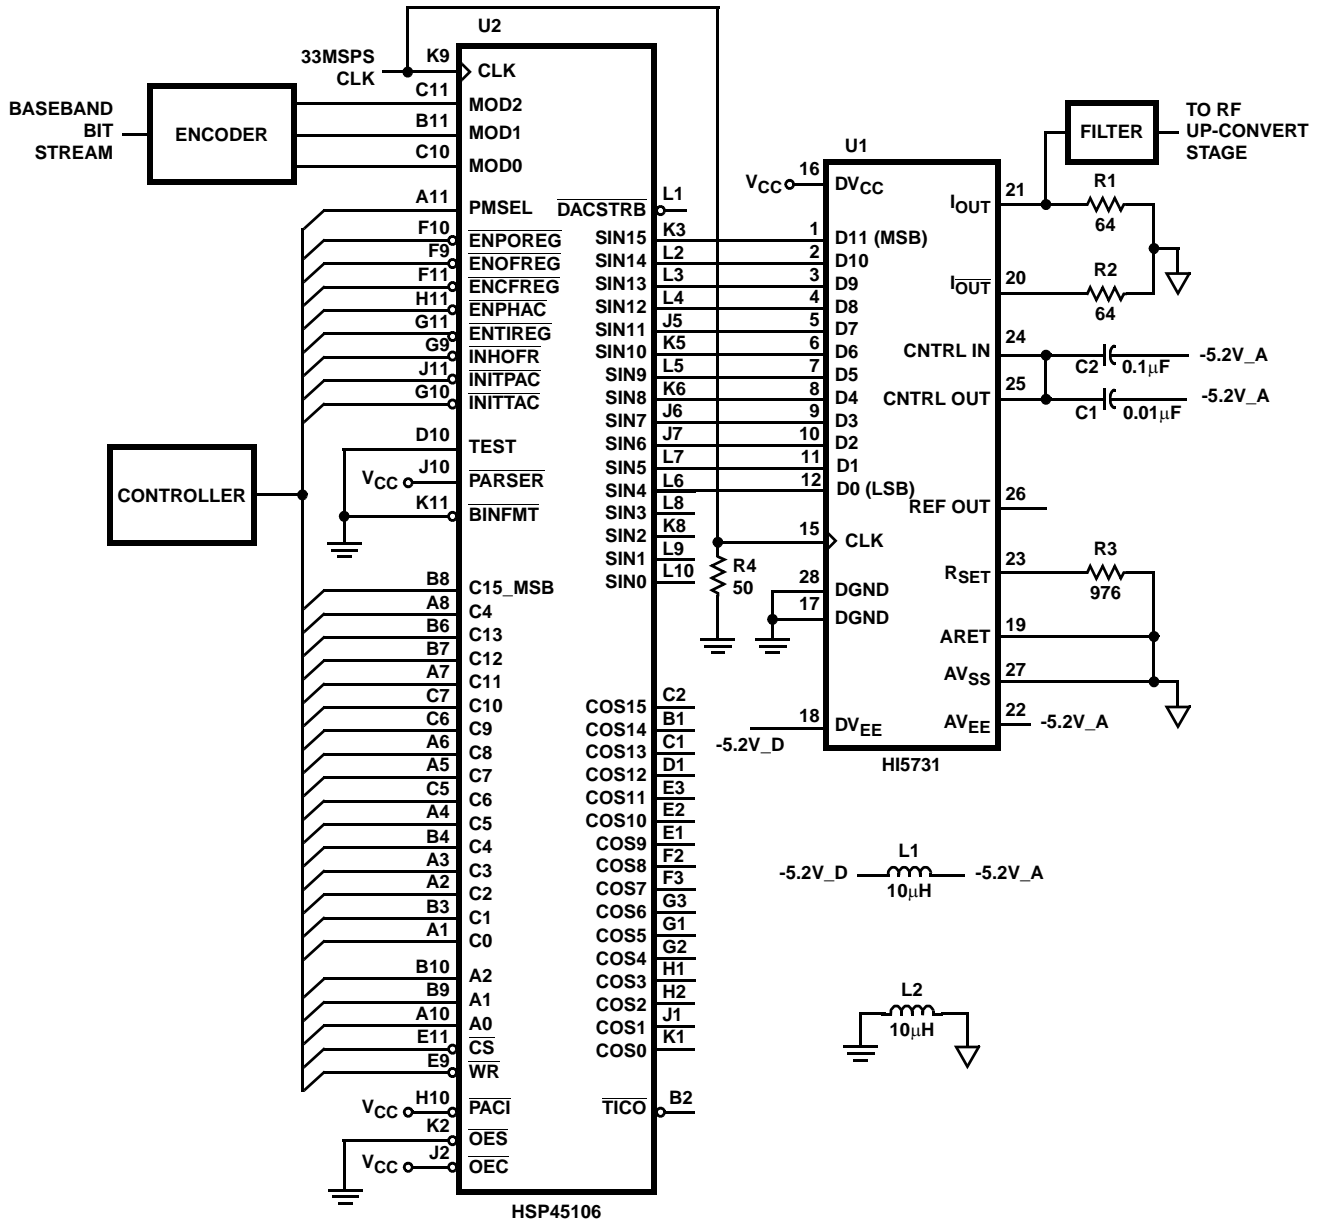 U2
33MSPS
CLK
K9
CLK
BASEBAND
BIT
STREAM
ENCODER
C11
MOD2
B11
MOD1
C10
MOD0
A11
PMSEL
F10
ENPOREG
F9
ENOFREG
F11
ENCFREG
H11
ENPHAC
G11
ENTIREG
G9
INHOFR
J11
INITPAC
G10
INITTAC
D10
TEST
VCC
J10
PARSER
K11
BINFMT
CONTROLLER
B8
C15_MSB
A8
C4
B6
C13
B7
C12
A7
C11
C7
C10
C6
C9
A6
C8
A5
C7
C5
C6
A4
C5
B4
C4
A3
C3
A2
C2
B3
C1
A1
C0
B10
A2
B9
A1
A10
A0
E11
CS
E9
WR
VCC
H10
PACI
K2
OES
VCC
J2
OEC
HSP45106
DACSTRB
L1
SIN15
K3
SIN14
L2
SIN13
L3
SIN12
L4
SIN11
J5
SIN10
K5
SIN9
L5
SIN8
K6
SIN7
J6
SIN6
J7
SIN5
L7
SIN4
L6
SIN3
L8
SIN2
K8
SIN1
L9
SIN0
L10
COS15
C2
COS14
B1
COS13
C1
COS12
D1
COS11
E3
COS10
E2
COS9
E1
COS8
F2
COS7
F3
COS6
G3
COS5
G1
COS4
G2
COS3
H1
COS2
H2
COS1
J1
COS0
K1
TICO
B2
R4
50
U1
VCC
16
DVCC
1
D11 (MSB)
2
D10
3
D9
4
D8
5
D7
6
D6
7
D5
8
D4
9
D3
10
D2
11
D1
12
D0 (LSB)
15
CLK
28
DGND
17
DGND
-5.2V_D
18
DVEE
HI5731
FILTER
TO RF
UP-CONVERT
STAGE
IOUT
21
R1
64
IOUT
20
R2
64
CNTRL IN
24
C2
0.1µF
-5.2V_A
CNTRL OUT
25
C1
0.01µF
-5.2V_A
REF OUT
26
RSET
23
R3
976
ARET
19
AVSS
27
AVEE
22
-5.2V_A
-5.2V_D
L1
10µH
-5.2V_A
L2
10µH